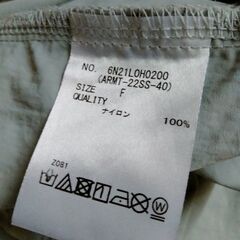 NO. 6N21L0H0200
(ARMT-22SS-40)
SIZE F
QUALITY
ナイロン 100%
Z081